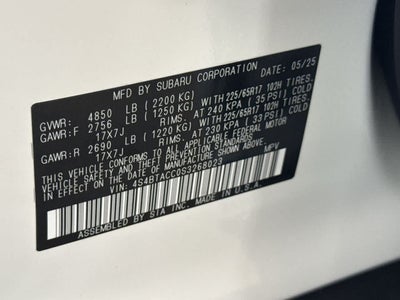 MFD BY SUBARU CORPORATION DATE: 05/25
GVWR: 4850 LB (2200 KG)
GAWR:F 2756 LB (1250 KG) WITH 225/65R17 102H TIRES,
17X7J RIMS AT 240 KPA (35 PSI) COLD
GAWR:R 2690 LB (1220 KG) WITH 225/65R17 102H TIRES,
17X7J RIMS AT 230 KPA (33 PSI) COLD
THIS VEHICLE CONFORMS TO ALL APPLICABLE FEDERAL MOTOR
VEHICLE SAFETY STANDARDS IN EFFECT ON THE DATE OF
MANUFACTURE SHOWN ABOVE.
VIN: 4S4BTACC0S3268023 MPV
ASSEMBLED BY SIA INC. MADE IN U.S.A.